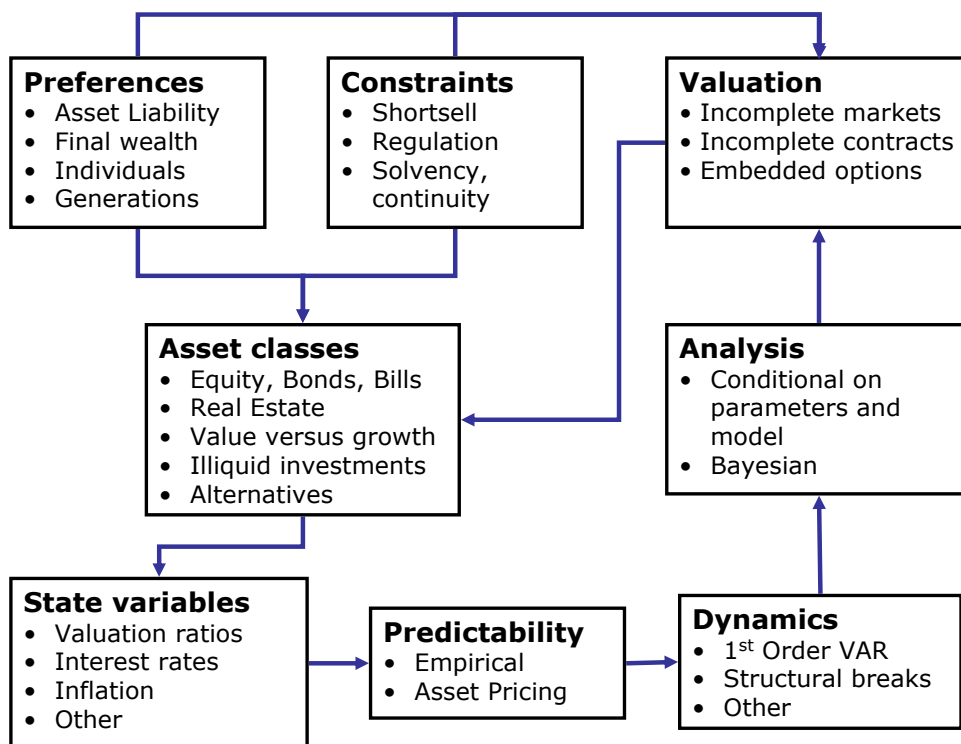 Preferences
• Asset Liability
• Final wealth
• Individuals
• Generations
Constraints
• Shortsell
• Regulation
• Solvency,
continuity
Valuation
• Incomplete markets
• Incomplete contracts
• Embedded options
Asset classes
• Equity, Bonds, Bills
• Real Estate
• Value versus growth
• Illiquid investments
• Alternatives
Analysis
• Conditional on
parameters and
model
• Bayesian
State variables
• Valuation ratios
• Interest rates
• Inflation
• Other
Predictability
• Empirical
• Asset Pricing
Dynamics
• 1st Order VAR
• Structural breaks
• Other